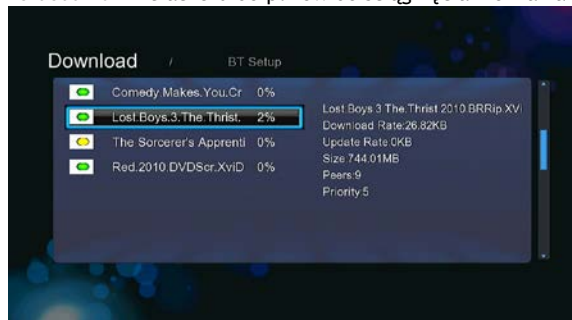 Download / BT Setup
Comedy.Makes.You.Cr 0%
Lost.Boys.3.The.Thrist. 2%
The Sorcerer's Apprenti 0%
Red.2010.DVDScr.XviD 0%
Lost.Boys.3.The.Thrist.2010.BRRip.XVI
Download Rate:26.82KB
Update Rate:0KB
Size:744.01MB
Peers:9
Priority:5